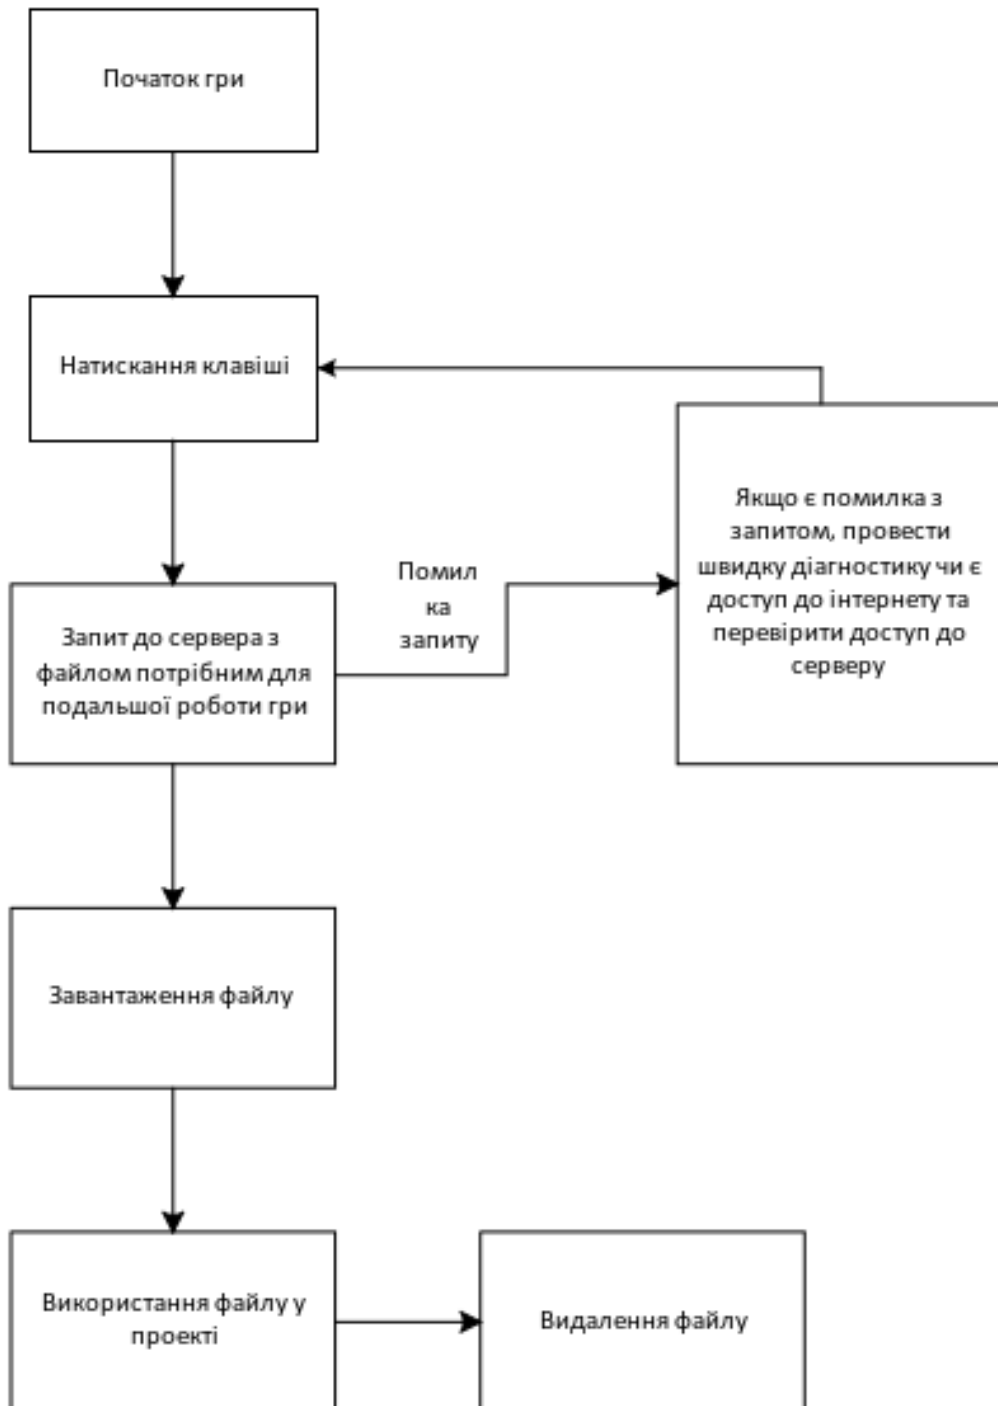 Початок гри
Натискання клавіші
Якщо є помилка з
запитом, провести
швидку діагностику чи є
доступ до інтернету та
перевірити доступ до
серверу
Помил
ка
запиту
Запит до сервера з
файлом потрібним для
подальшої роботи гри
Завантаження файлу
Використання файлу у
проекті
Видалення файлу